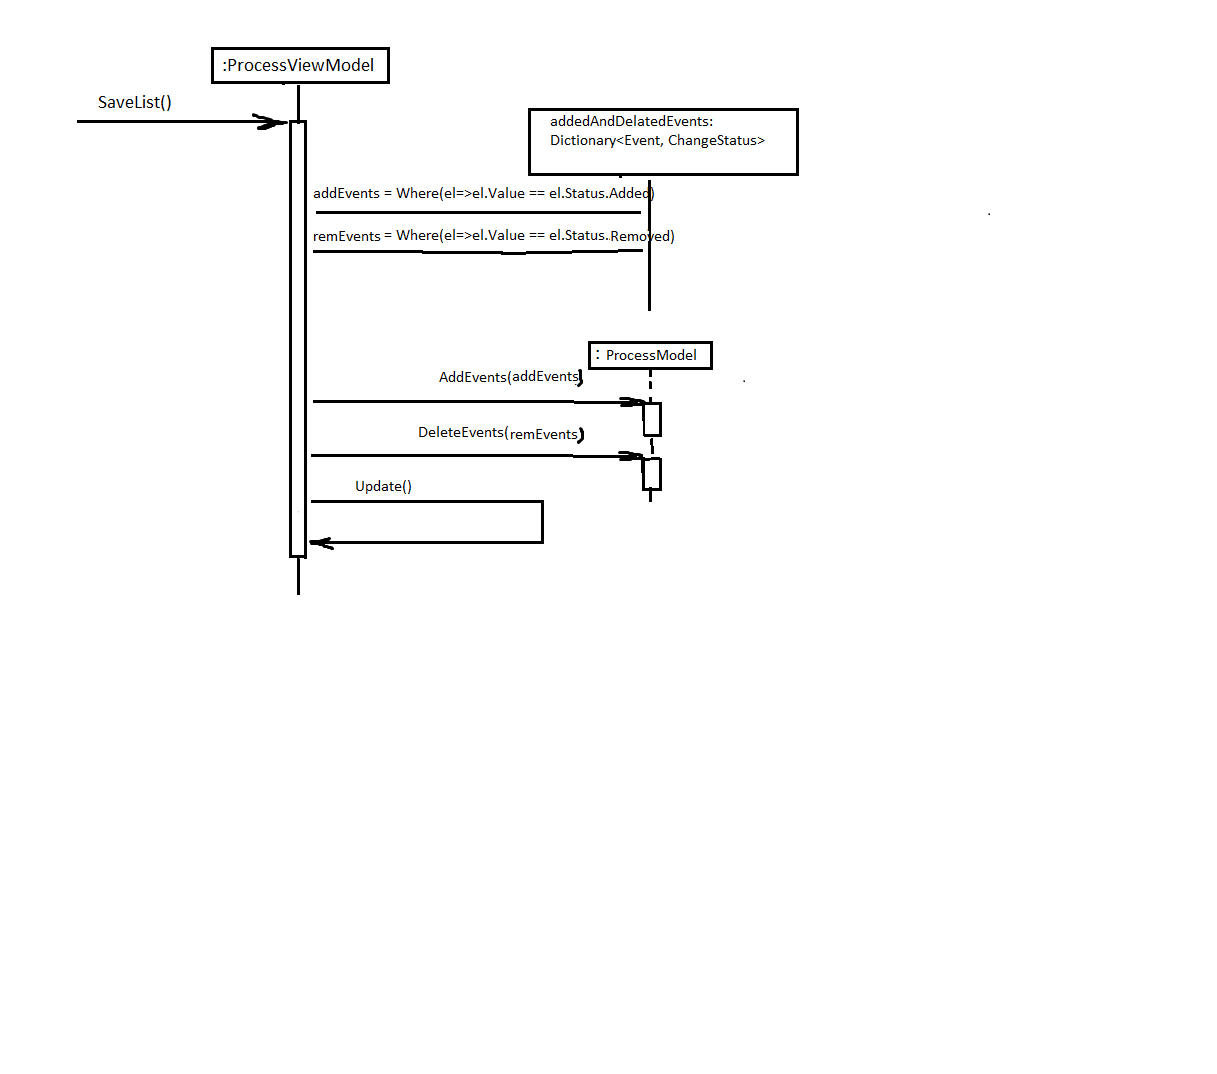 :ProcessViewModel
SaveList()
addedAndDelatedEvents:
Dictionary<Event, ChangeStatus>
addEvents = Where(el=>el.Value == el.Status.Added)
remEvents = Where(el=>el.Value == el.Status..Removed)
: ProcessModel
AddEvents(addEvents)
DeleteEvents(remEvents)
Update()